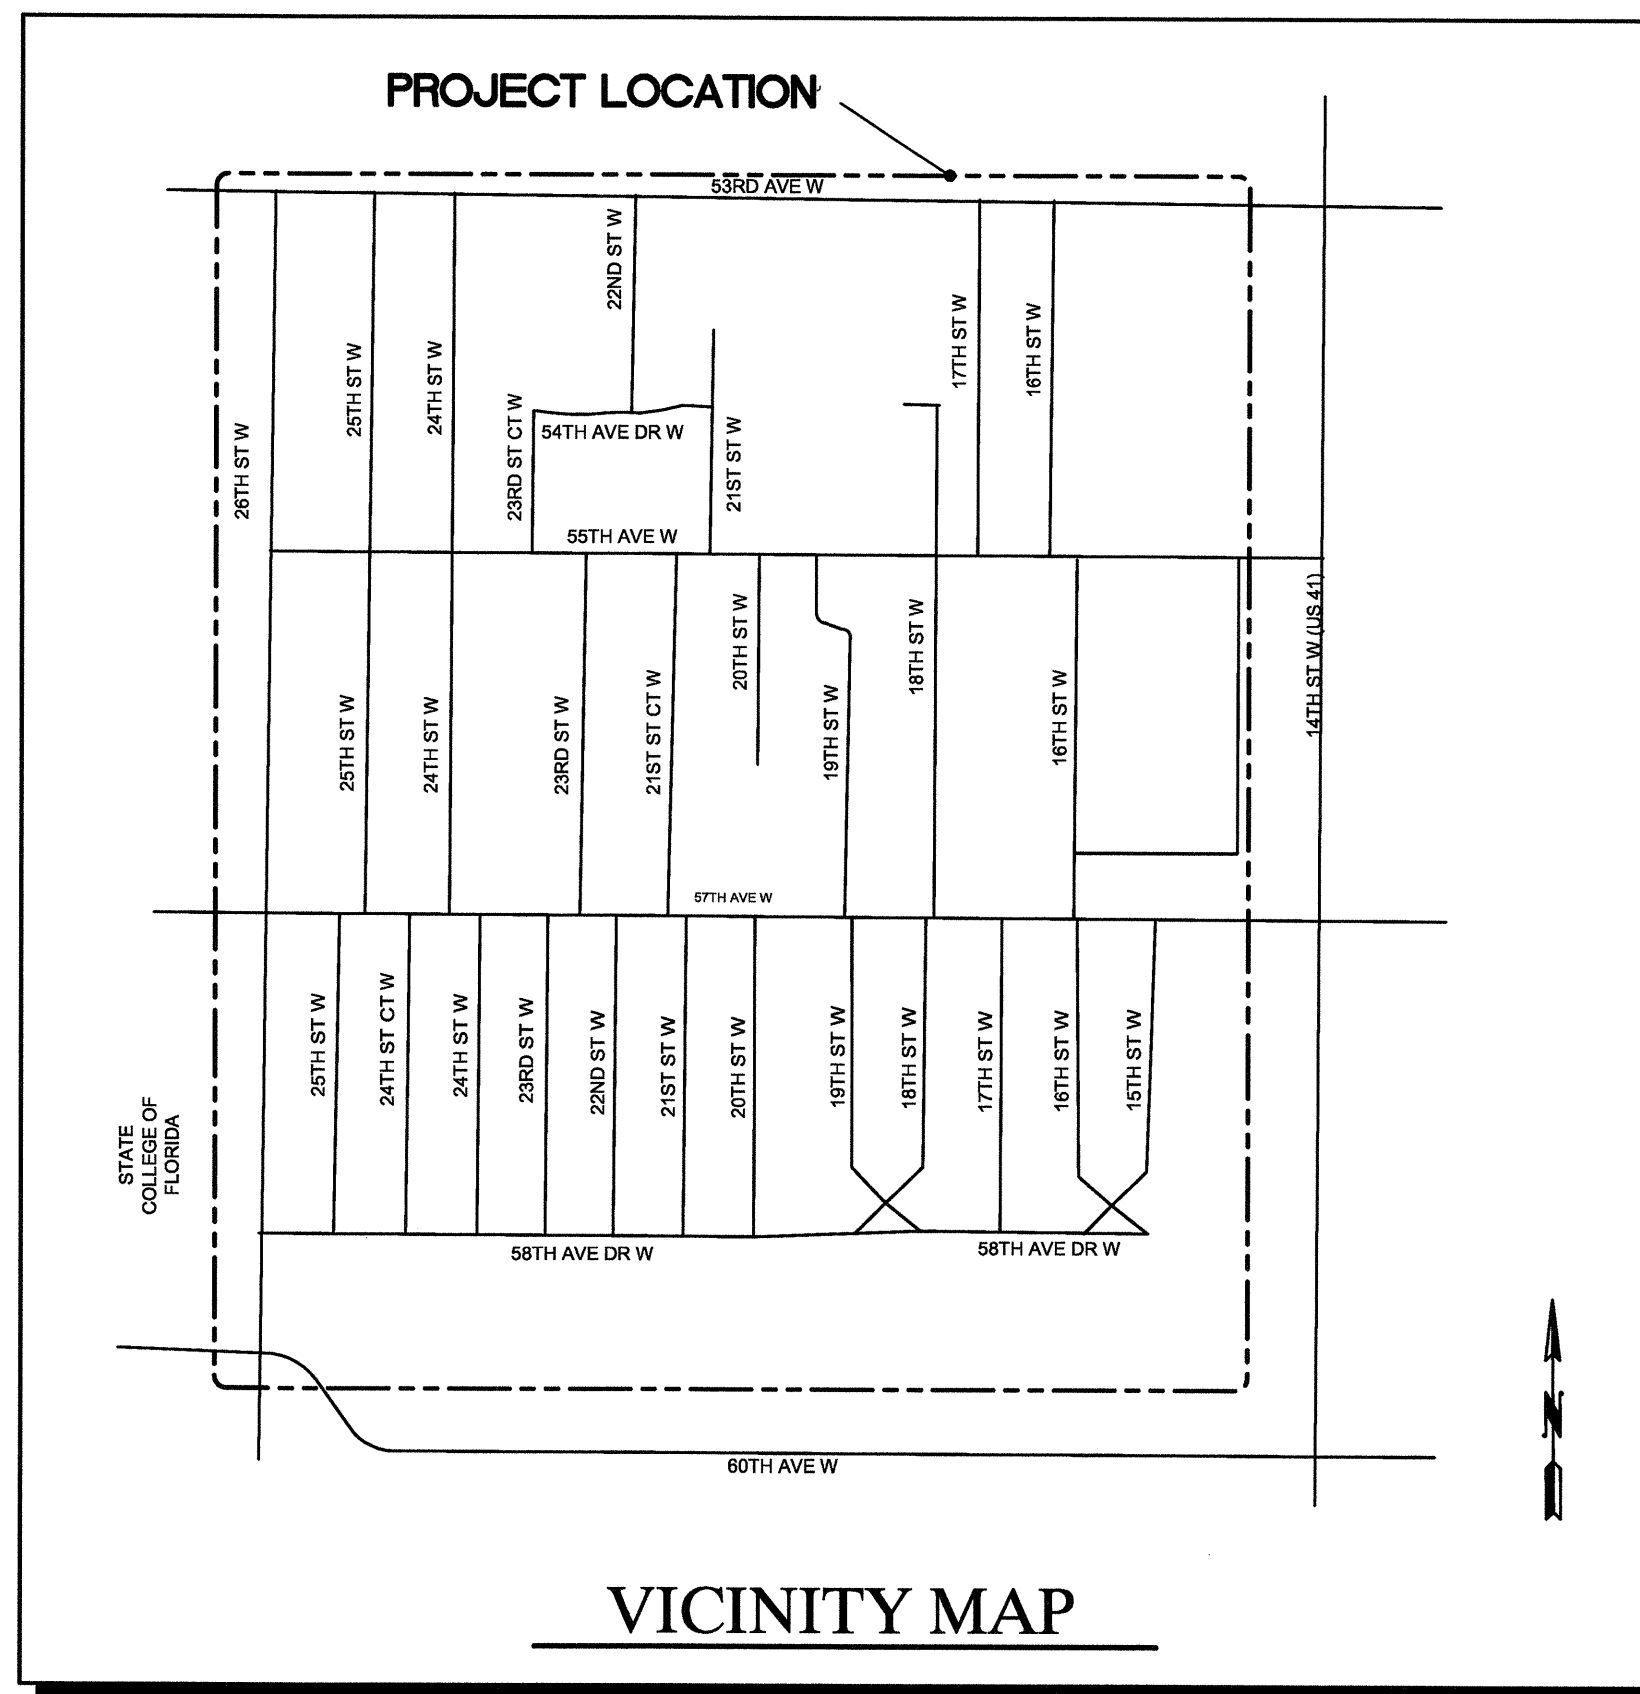 PROJECT LOCATION
53RD AVE W
22ND ST W
17TH ST W
16TH ST W
25TH ST W
24TH ST W
26TH ST W
23RD ST CT W
54TH AVE DR W
21ST ST W
55TH AVE W
14TH ST W (US 41)
20TH ST W
18TH ST W
25TH ST W
24TH ST W
23RD ST W
21ST ST CT W
19TH ST W
16TH ST W
57TH AVE W
25TH ST W
24TH ST CT W
24TH ST W
23RD ST W
22ND ST W
21ST ST W
20TH ST W
19TH ST W
18TH ST W
17TH ST W
16TH ST W
15TH ST W
STATE
COLLEGE OF
FLORIDA
58TH AVE DR W
58TH AVE DR W
60TH AVE W
N
VICINITY MAP